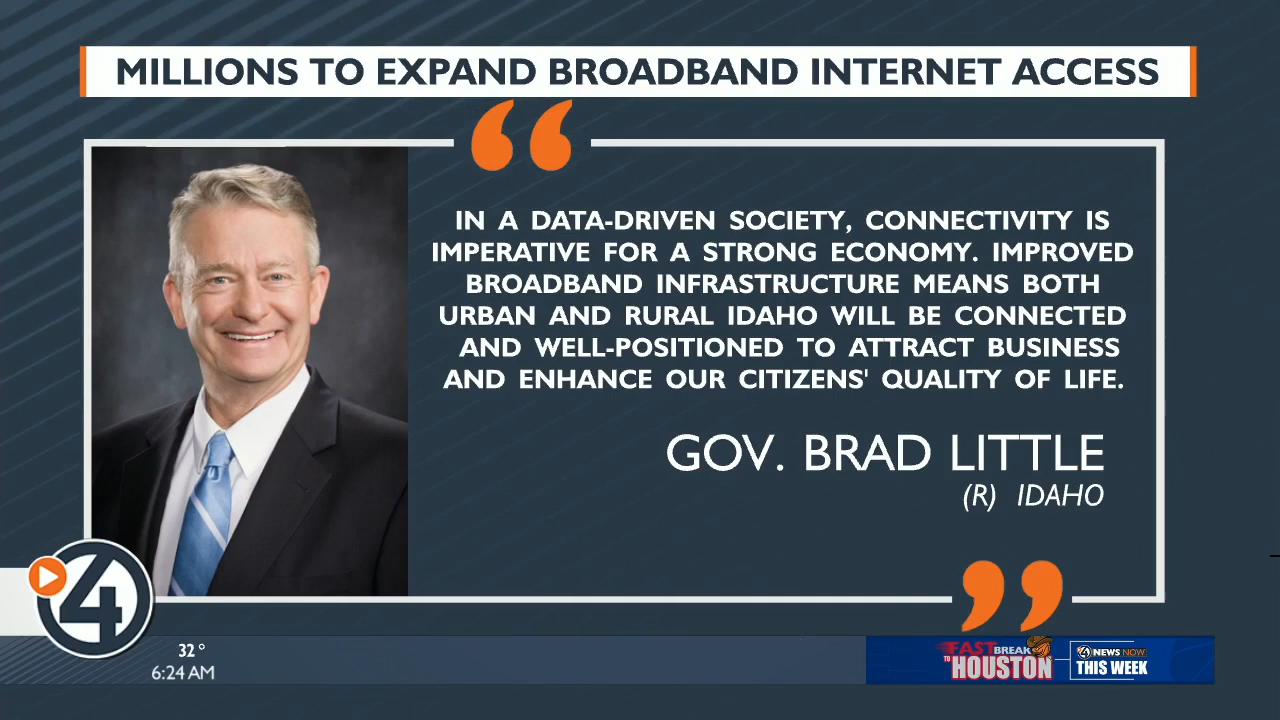 MILLIONS TO EXPAND BROADBAND INTERNET ACCESS
“
IN A DATA-DRIVEN SOCIETY, CONNECTIVITY IS
IMPERATIVE FOR A STRONG ECONOMY. IMPROVED
BROADBAND INFRASTRUCTURE MEANS BOTH
URBAN AND RURAL IDAHO WILL BE CONNECTED
AND WELL-POSITIONED TO ATTRACT BUSINESS
AND ENHANCE OUR CITIZENS' QUALITY OF LIFE.
GOV. BRAD LITTLE
(R) IDAHO
”
4
32°
6:24 AM
FAST BREAK
TO HOUSTON
4 NEWS NOW
THIS WEEK